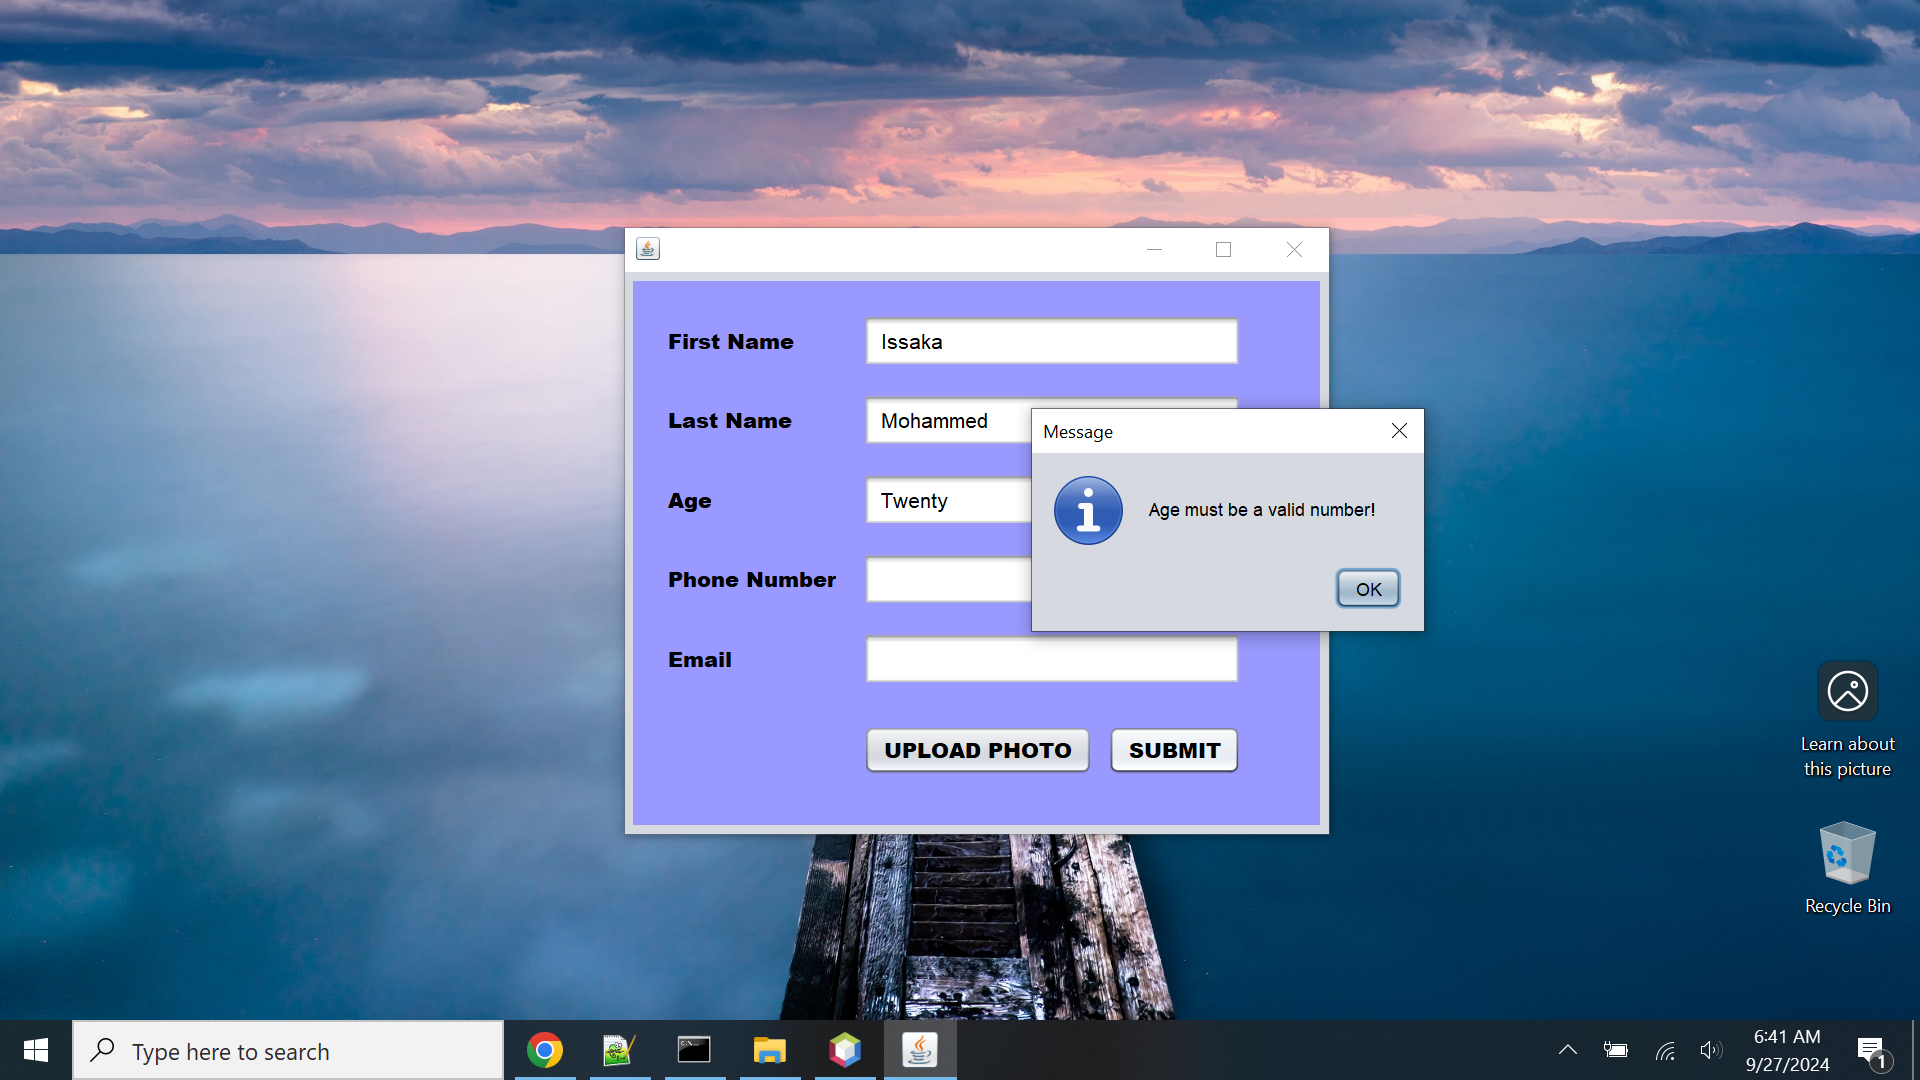 First Name
Issaka
Last Name
Mohammed
Message
Age
Twenty
Age must be a valid number!
Phone Number
OK
Email
UPLOAD PHOTO
SUBMIT
Learn about
this picture
Recycle Bin
Type here to search
6:41 AM
9/27/2024
1